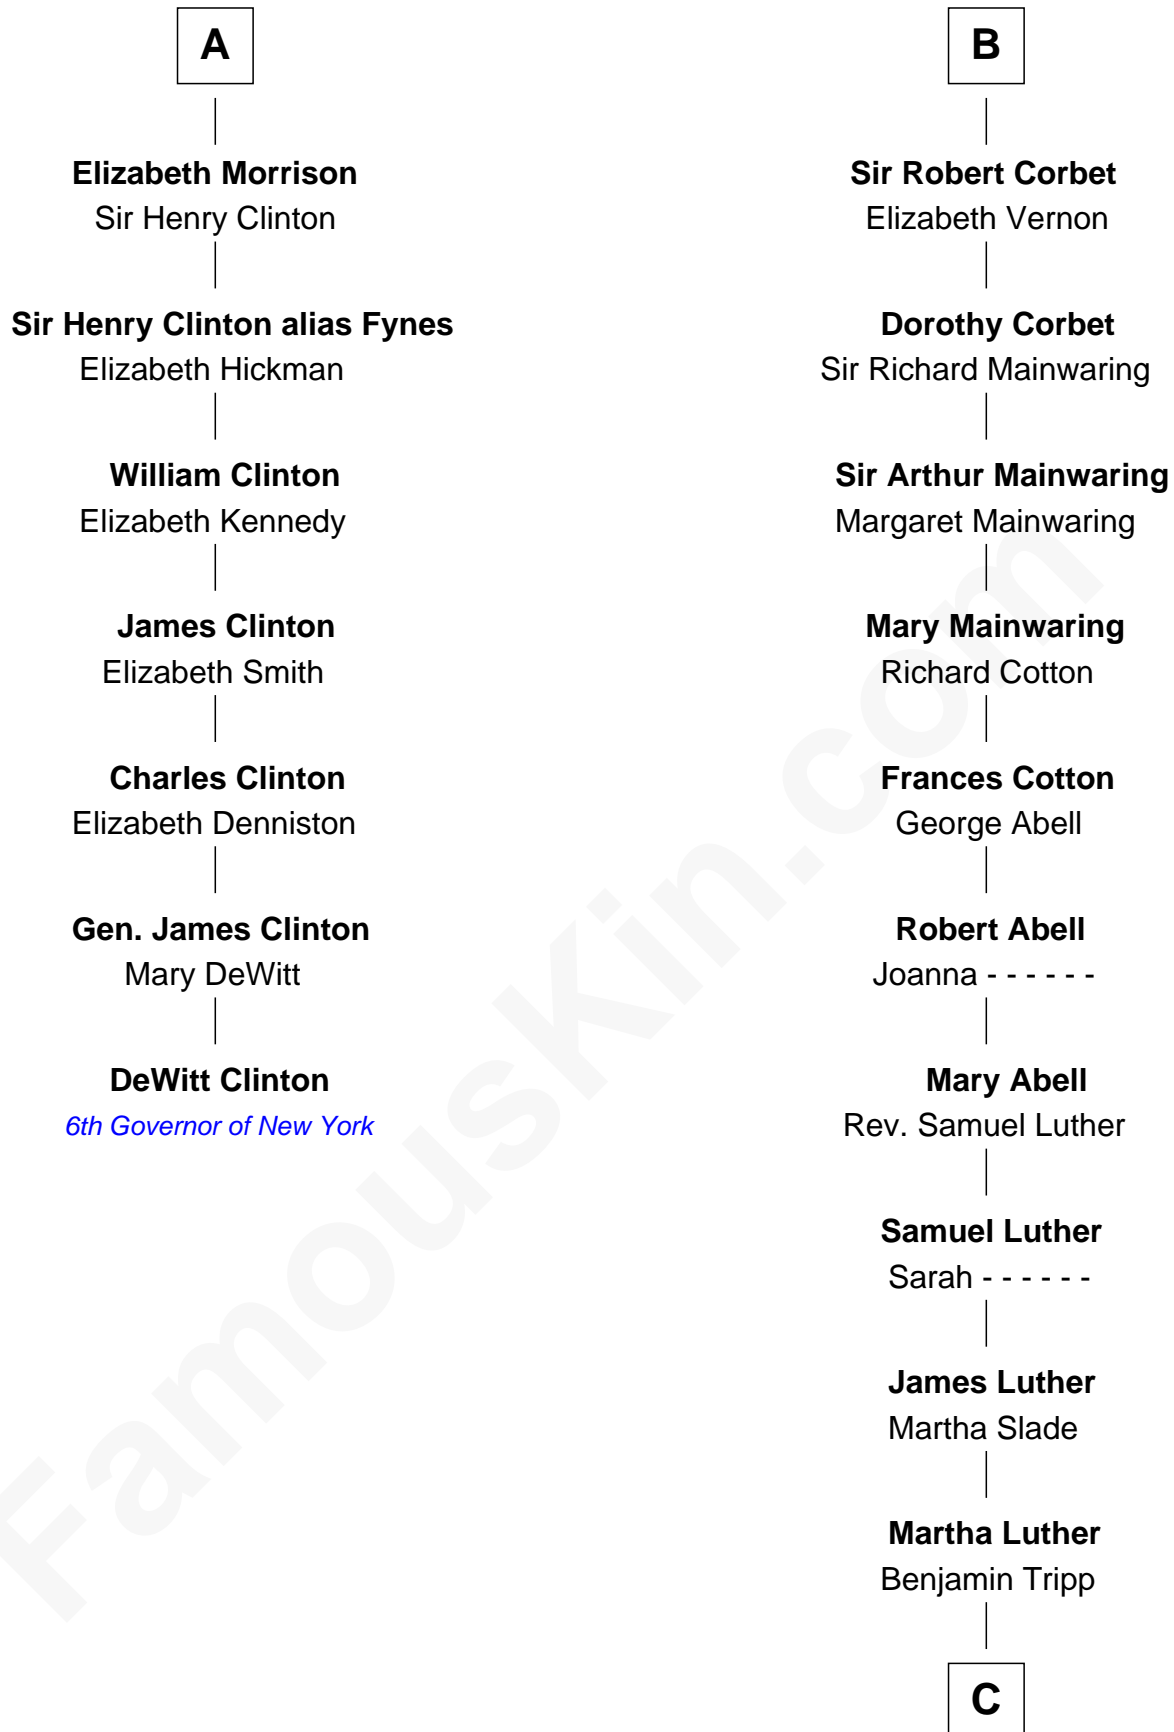 A
Elizabeth Morrison
Sir Henry Clinton
Sir Henry Clinton alias Fynes
Elizabeth Hickman
William Clinton
Elizabeth Kennedy
James Clinton
Elizabeth Smith
Charles Clinton
Elizabeth Denniston
Gen. James Clinton
Mary DeWitt
DeWitt Clinton
6th Governor of New York
B
Sir Robert Corbet
Elizabeth Vernon
Dorothy Corbet
Sir Richard Mainwaring
Sir Arthur Mainwaring
Margaret Mainwaring
Mary Mainwaring
Richard Cotton
Frances Cotton
George Abell
Robert Abell
Joanna - - - - - -
Mary Abell
Rev. Samuel Luther
Samuel Luther
Sarah - - - - - -
James Luther
Martha Slade
Martha Luther
Benjamin Tripp
C
FamousKin.com